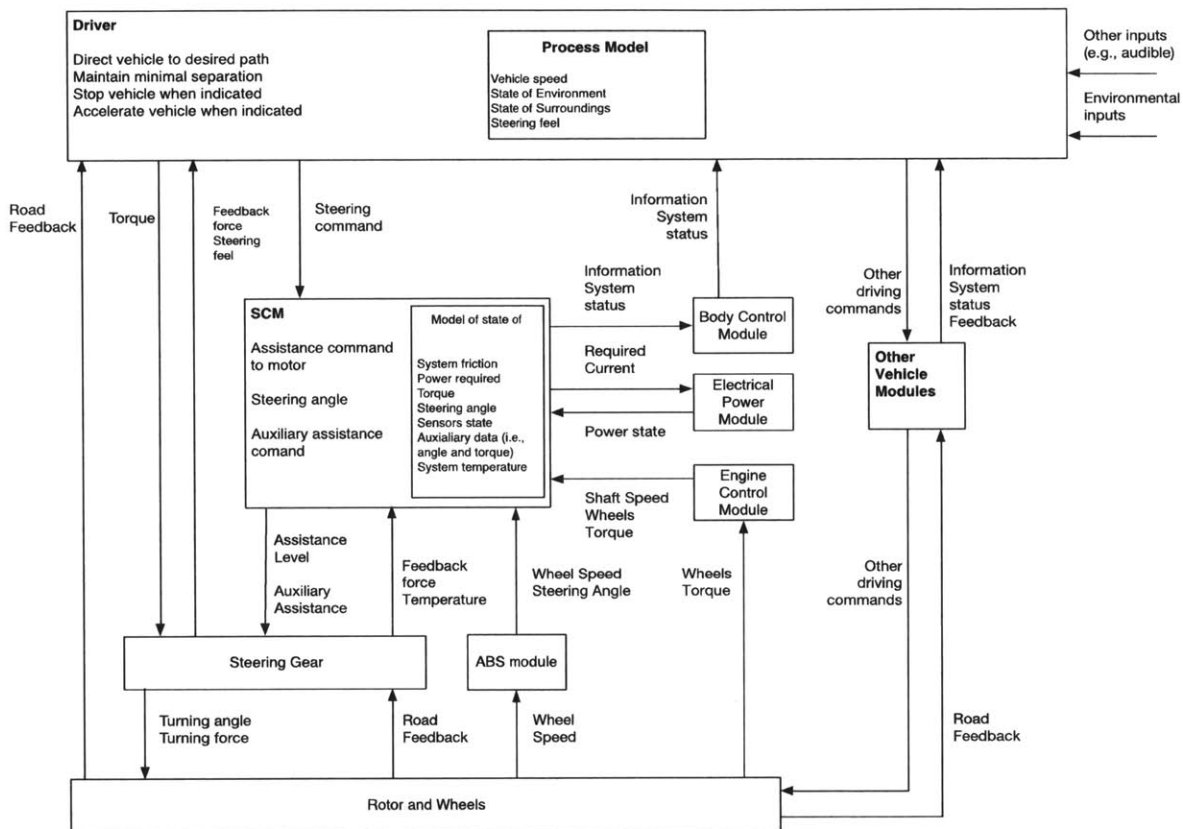 Driver
Direct vehicle to desired path
Maintain minimal separation
Stop vehicle when indicated
Accelerate vehicle when indicated
Process Model
Vehicle speed
State of Environment
State of Surroundings
Steering feel
Other inputs
(e.g., audible)
Environmental
inputs
Road
Feedback
Torque
Feedback
force
Steering
feel
Steering
command
Information
System
status
Other
driving
commands
Information
System
status
Feedback
SCM
Assistance command
to motor
Steering angle
Auxiliary assistance
comand
Model of state of
System friction
Power required
Torque
Steering angle
Sensors state
Auxialiary data (i.e.,
angle and torque)
System temperature
Information
System
status
Body Control
Module
Required
Current
Electrical
Power
Module
Power state
Engine
Control
Module
Shaft Speed
Wheels
Torque
Other
Vehicle
Modules
Assistance
Level
Auxiliary
Assistance
Feedback
force
Temperature
Wheel Speed
Steering Angle
Wheels
Torque
Other
driving
commands
Steering Gear
ABS module
Turning angle
Turning force
Road
Feedback
Wheel
Speed
Road
Feedback
Rotor and Wheels